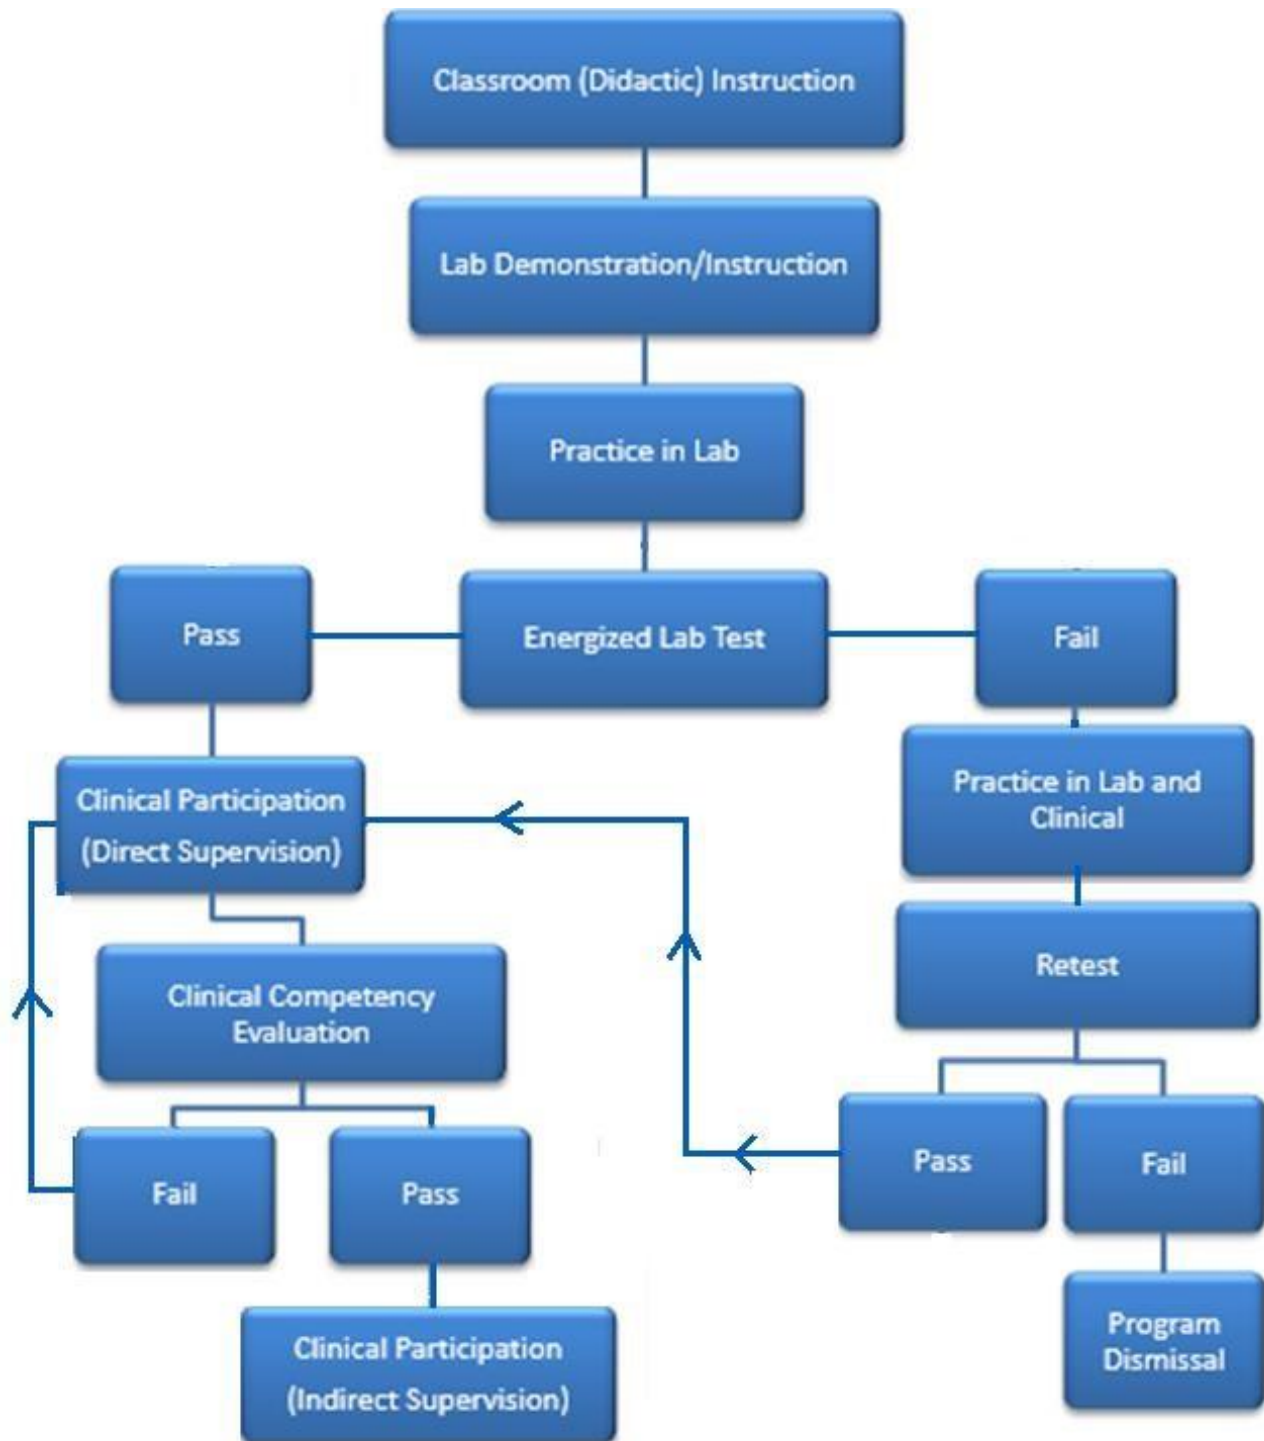 Classroom (Didactic) Instruction
Lab Demonstration/Instruction
Practice in Lab
Pass
Energized Lab Test
Fail
Clinical Participation
(Direct Supervision)
Practice in Lab and
Clinical
Clinical Competency
Evaluation
Retest
Fail
Pass
Pass
Fail
Clinical Participation
(Indirect Supervision)
Program
Dismissal